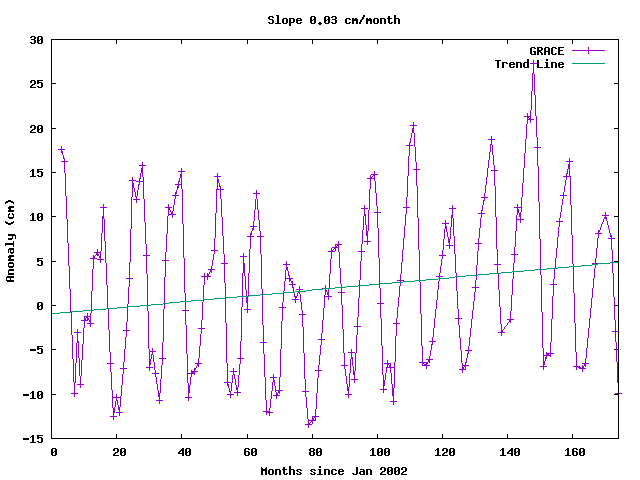 Slope 0.03 cm/month
GRACE
Trend Line
Anomaly (cm)
30
25
20
15
10
5
0
-5
-10
-15
0 20 40 60 80 100 120 140 160
Months since Jan 2002